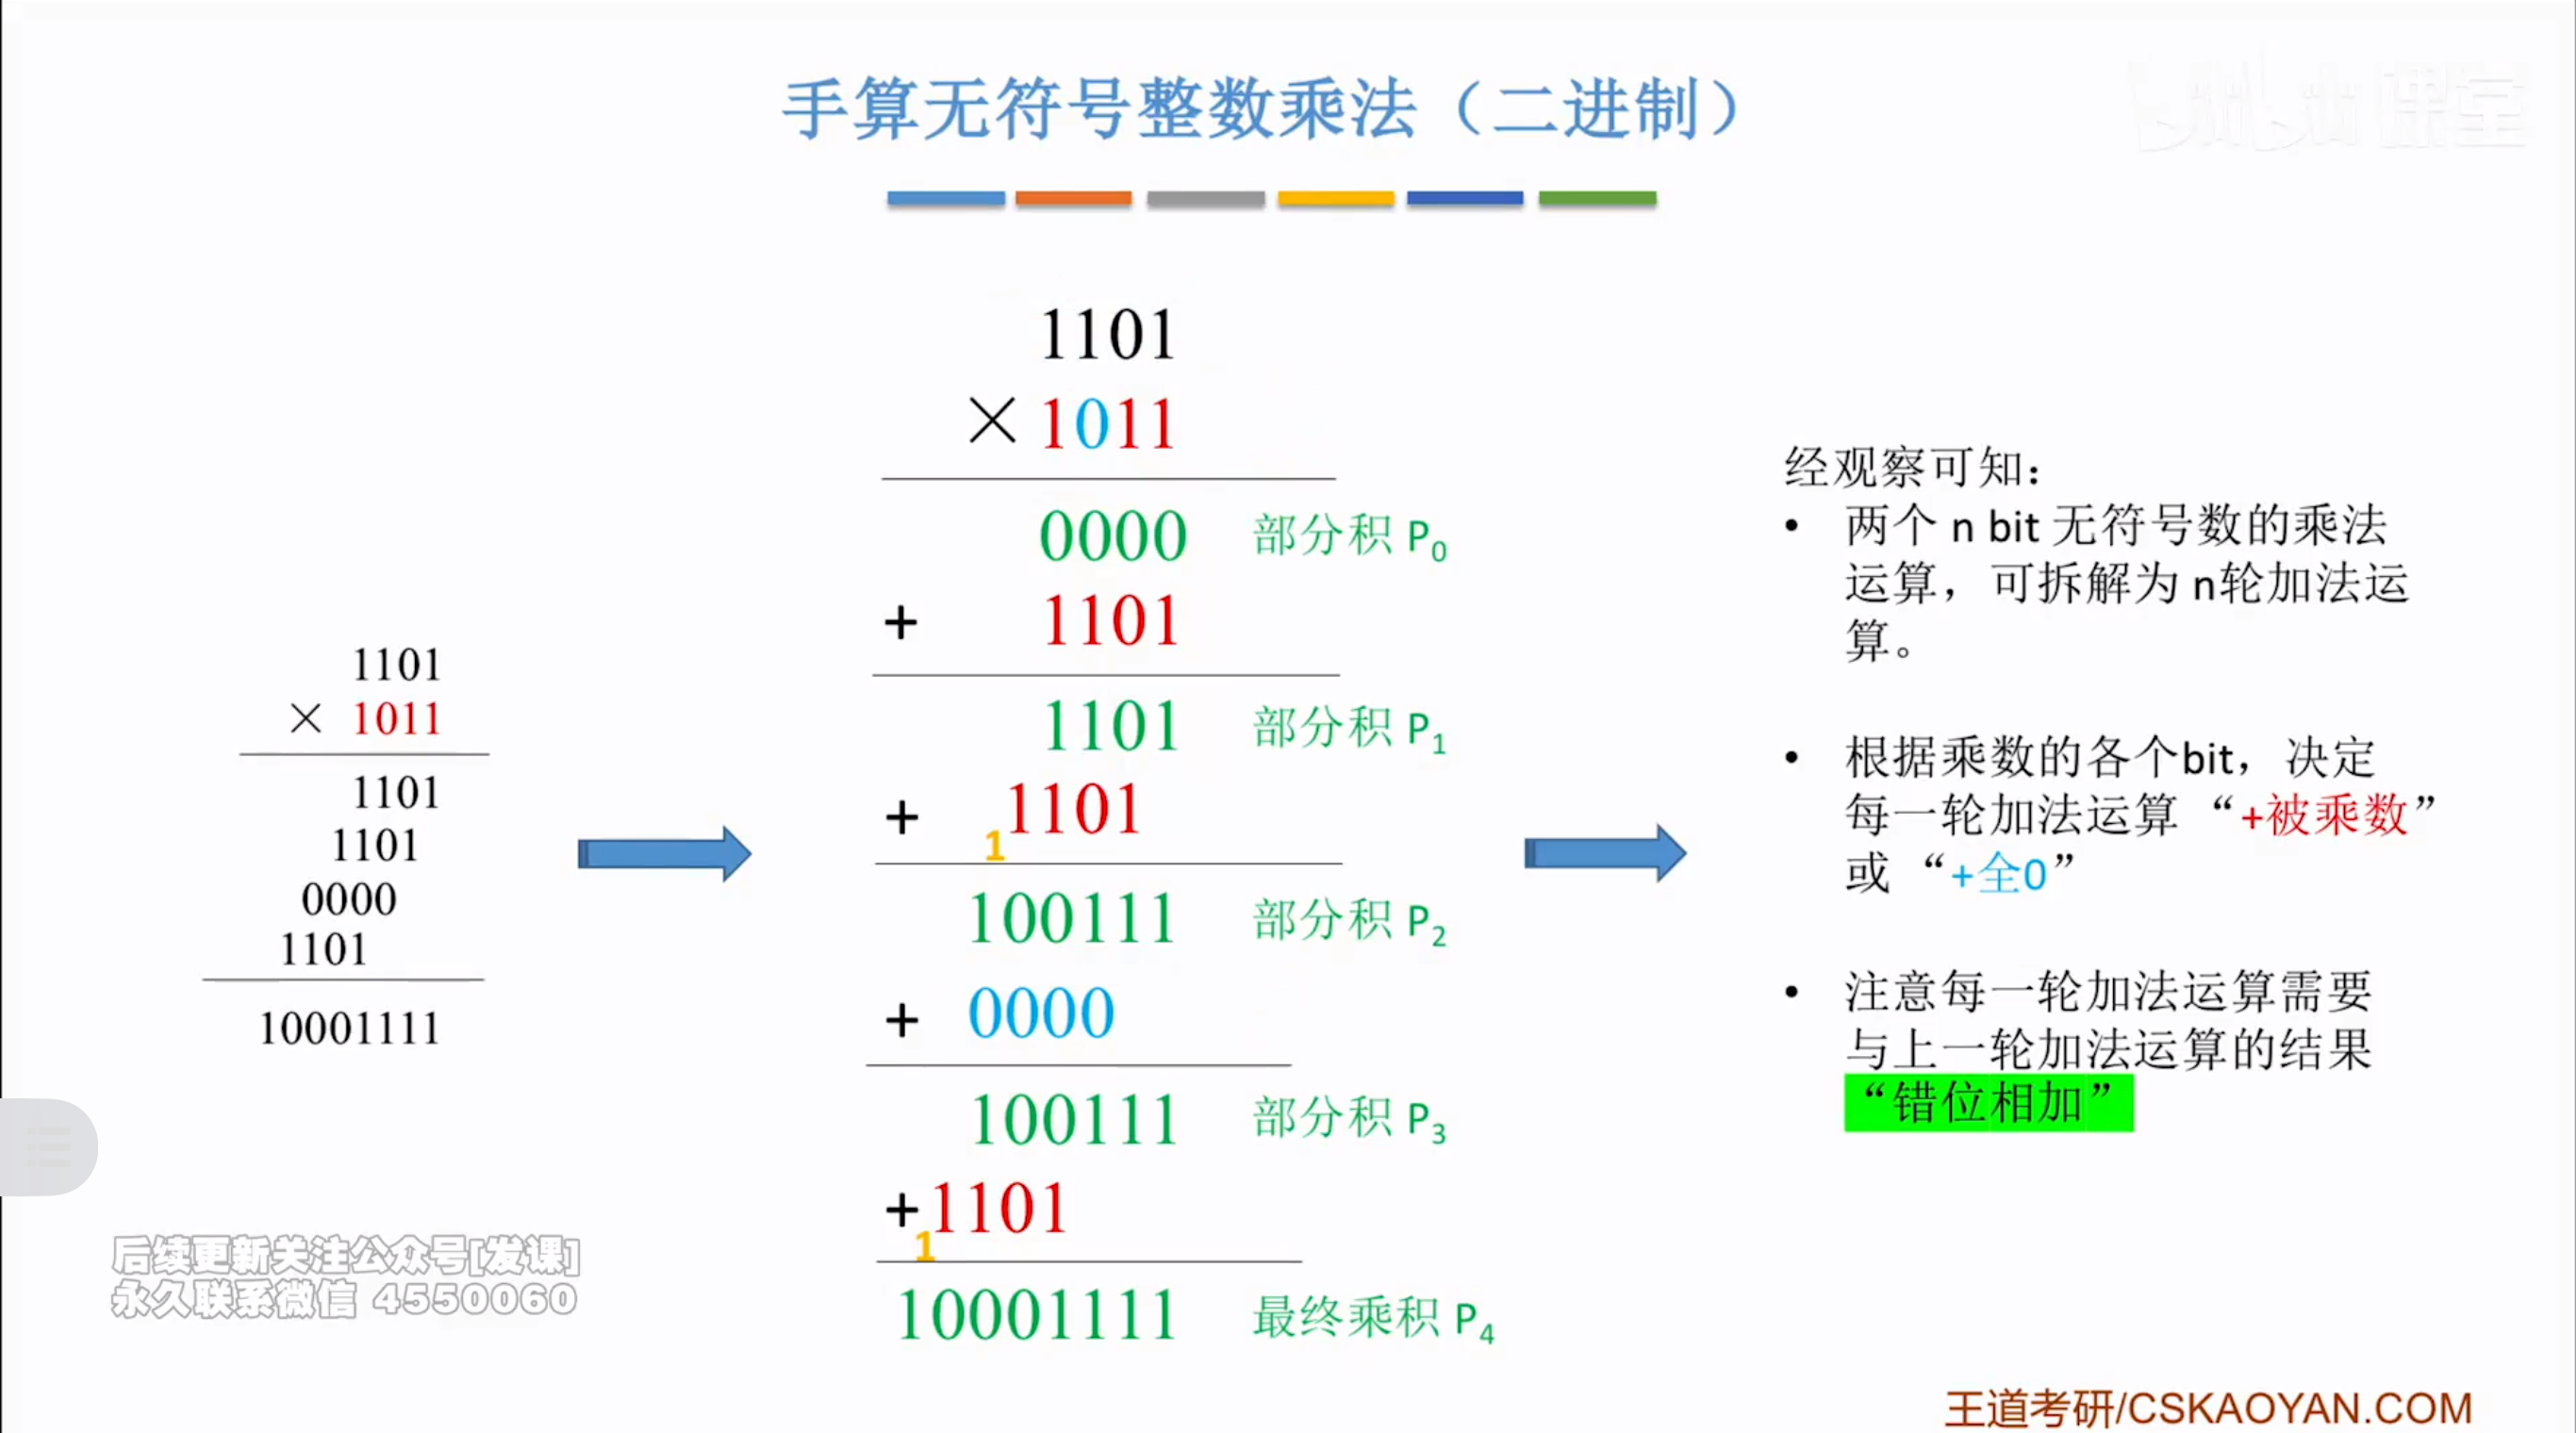 手算无符号整数乘法（二进制）
课堂
1101
× 1011
1101
1101
0000
1101
10001111
1101
× 1011
0000 部分积 P₀
+ 1101
1101 部分积 P₁
+ 1101
1
100111 部分积 P₂
+ 0000
100111 部分积 P₃
+1101
1
10001111 最终乘积 P₄
经观察可知：
• 两个 n bit 无符号数的乘法
运算，可拆解为 n轮加法运
算。
• 根据乘数的各个bit，决定
每一轮加法运算 “+被乘数”
或 “+全0”
• 注意每一轮加法运算需要
与上一轮加法运算的结果
“错位相加”
后续更新关注公众号[发课]
永久联系微信 4550060
王道考研/CSKAOYAN.COM